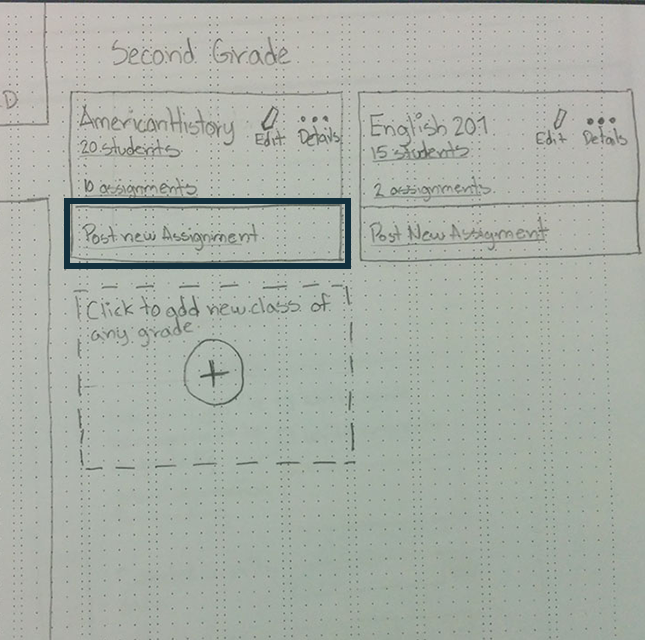 D
Second Grade
American History
Edit
Details
20 students
10 assignments
Post new Assignment
English 201
Edit
Details
15 students
2 assignments.
Post New Assignment
Click to add new class of
any grade
+